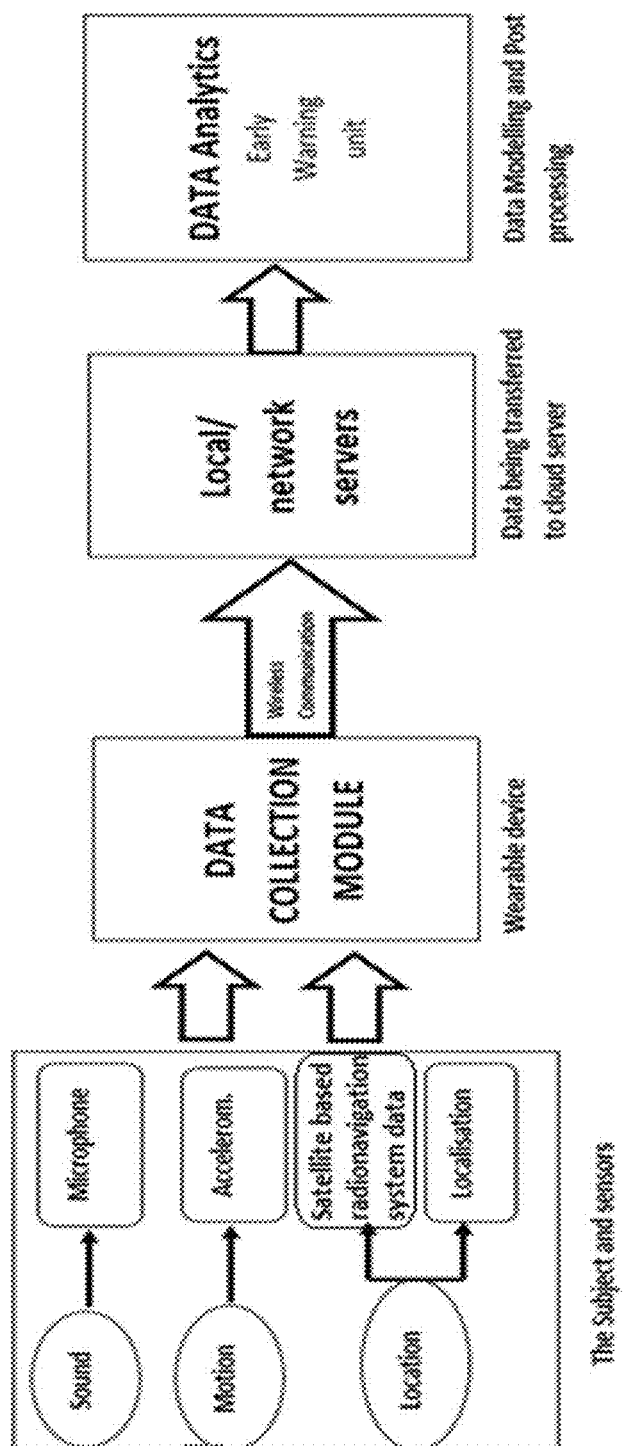 Sound
Microphone
Motion
Accelerom.
Location
Satellite based
radionavigation
system data
Localisation
The Subject and sensors
DATA
COLLECTION
MODULE
Wearable device
Wireless
Communication
Local/
network
servers
Data being transferred
to cloud server
DATA Analytics
Early
Warning
unit
Data Modelling and Post
processing